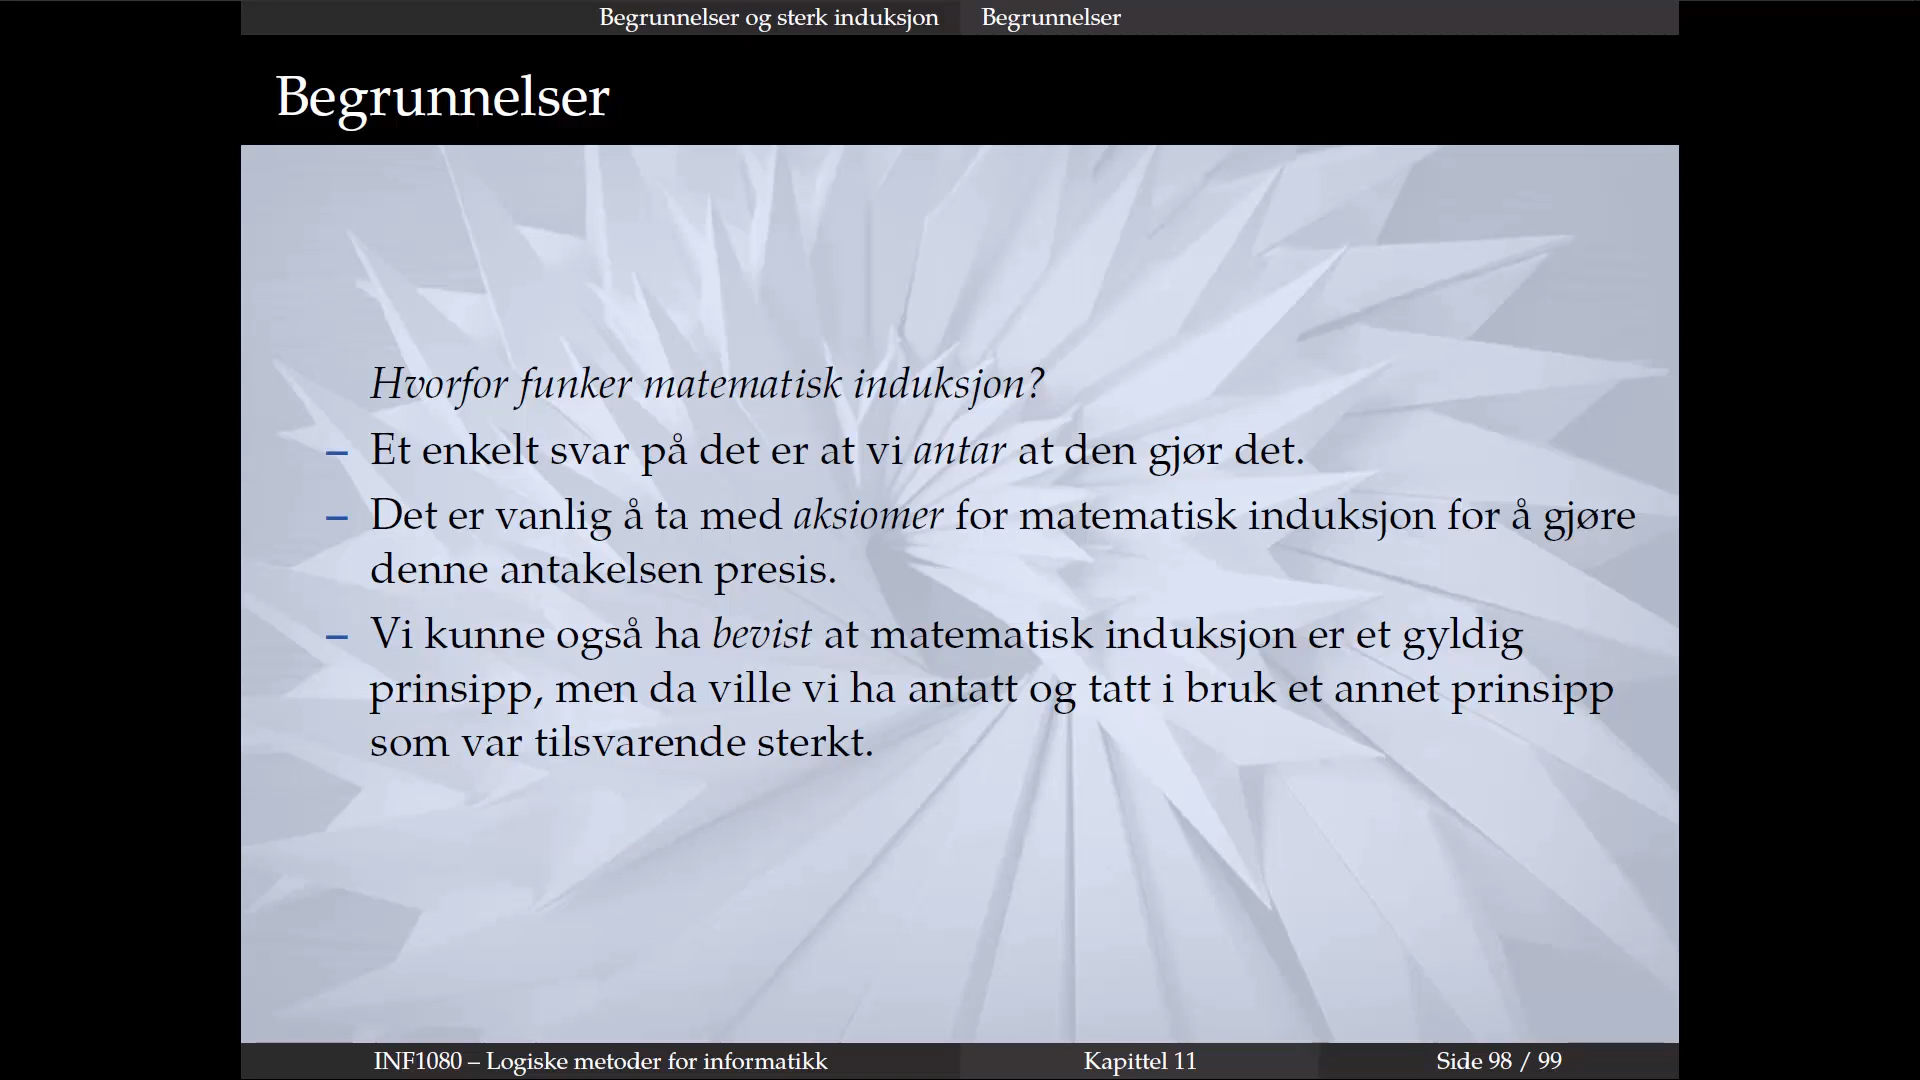 Begrunnelser og sterk induksjon Begrunnelser
Begrunnelser
Hvorfor funker matematisk induksjon?
– Et enkelt svar på det er at vi antar at den gjør det.
– Det er vanlig å ta med aksiomer for matematisk induksjon for å gjøre
denne antakelsen presis.
– Vi kunne også ha bevist at matematisk induksjon er et gyldig
prinsipp, men da ville vi ha antatt og tatt i bruk et annet prinsipp
som var tilsvarende sterkt.
INF1080 – Logiske metoder for informatikk Kapittel 11 Side 98 / 99